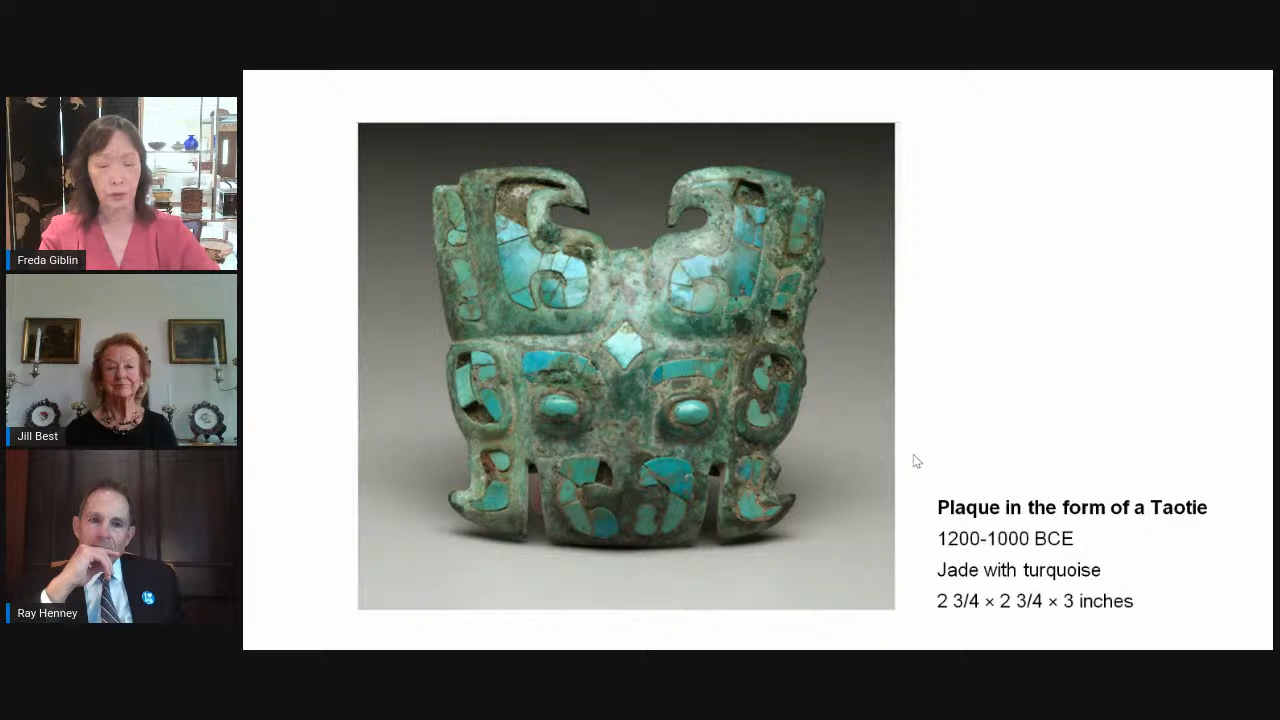 Freda Giblin
Jill Best
Ray Henney
Plaque in the form of a Taotie
1200-1000 BCE
Jade with turquoise
2 3/4 × 2 3/4 × 3 inches